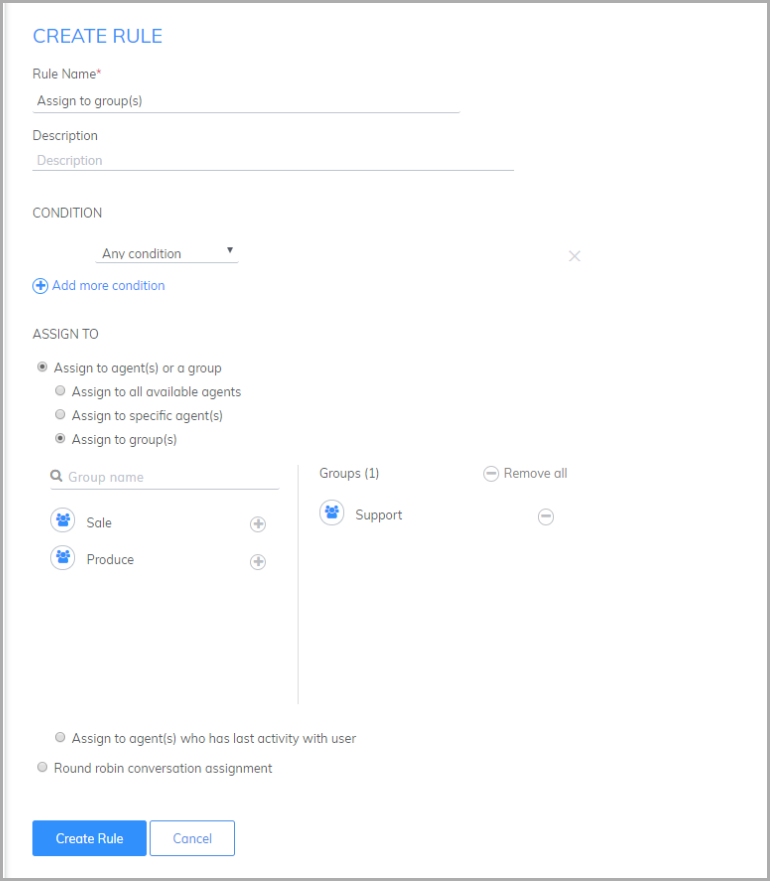 CREATE RULE
Rule Name*
Assign to group(s)
Description
Description
CONDITION
Any condition
Add more condition
ASSIGN TO
Assign to agent(s) or a group
Assign to all available agents
Assign to specific agent(s)
Assign to group(s)
Group name
Groups (1) Remove all
Sale
Support
Produce
Assign to agent(s) who has last activity with user
Round robin conversation assignment
Create Rule Cancel